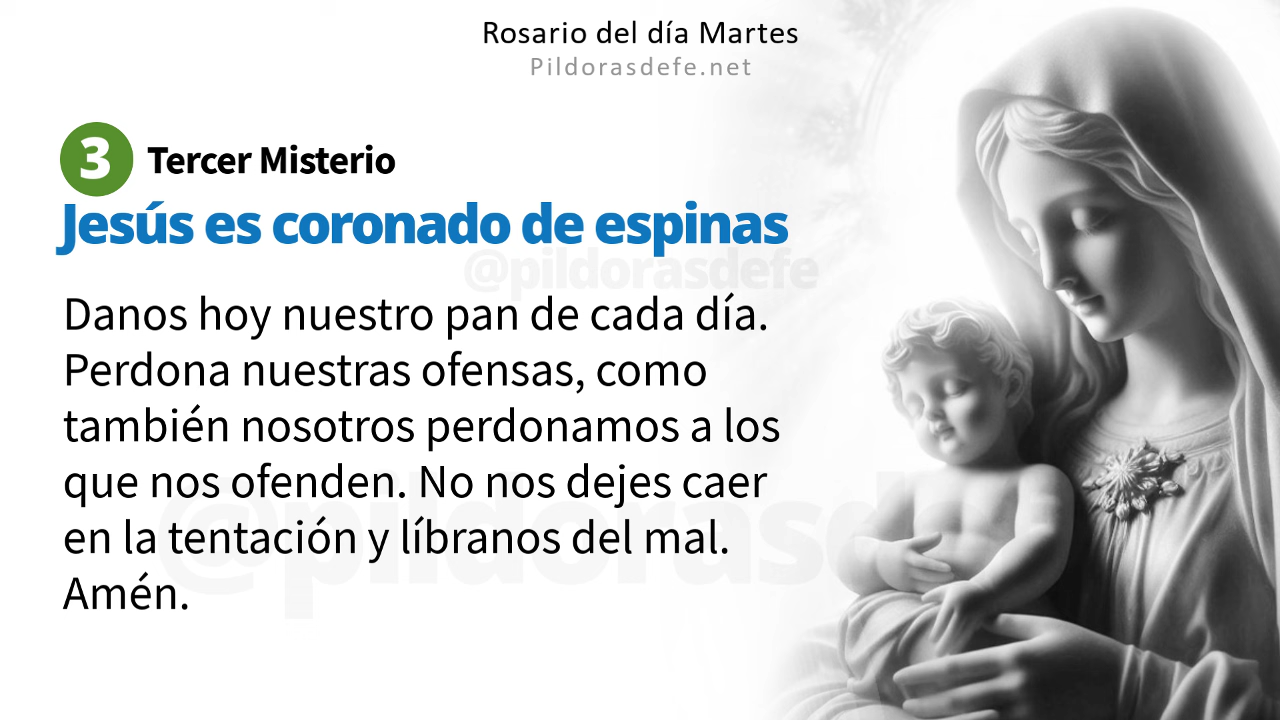 Rosario del día Martes
Pildorasdefe.net
3 Tercer Misterio
Jesús es coronado de espinas
@pildorasdefe
Danos hoy nuestro pan de cada día.
Perdona nuestras ofensas, como
también nosotros perdonamos a los
que nos ofenden. No nos dejes caer
en la tentación y líbranos del mal.
Amén.
@pildorasde